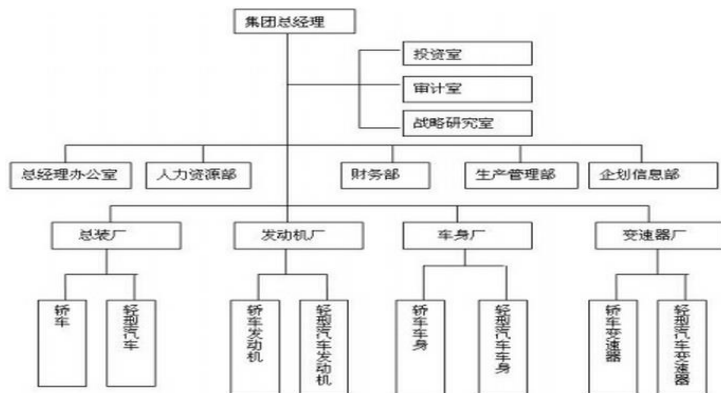 集团总经理
投资室
审计室
战略研究室
总经理办公室
人力资源部
财务部
生产管理部
企划信息部
总装厂
发动机厂
车身厂
变速器厂
轿车
轻型汽车
轿车发动机
轻型汽车发动机
轿车车身
轻型汽车车身
轿车变速器
轻型汽车变速器